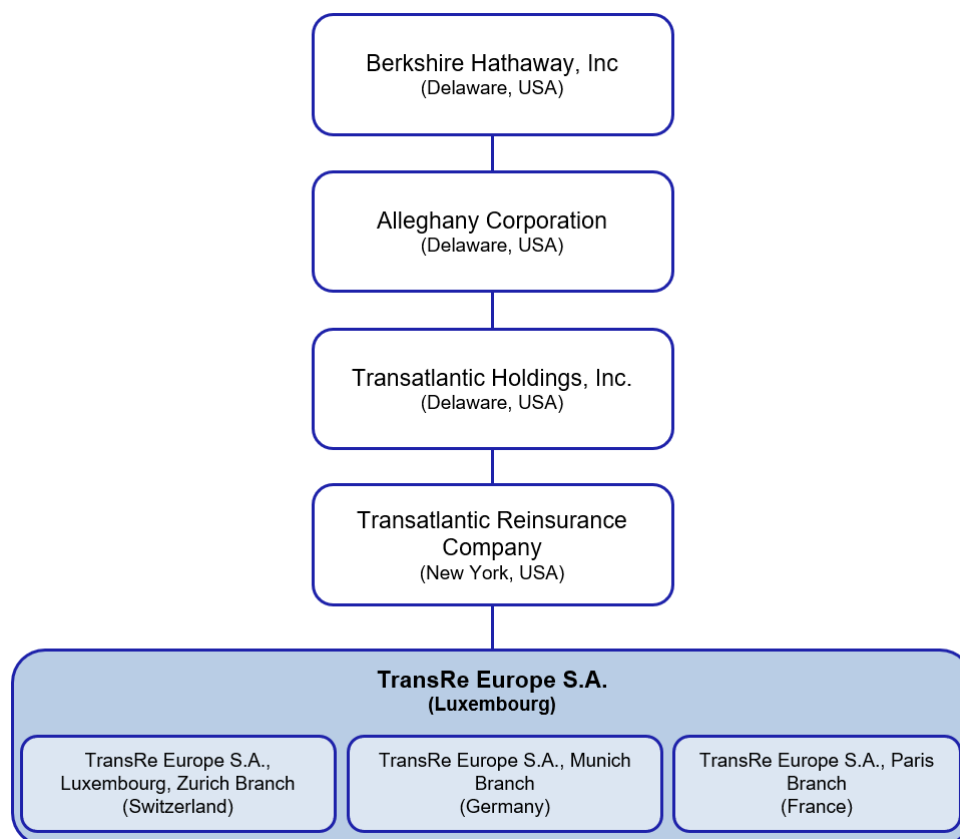 Berkshire Hathaway, Inc
(Delaware, USA)
Alleghany Corporation
(Delaware, USA)
Transatlantic Holdings, Inc.
(Delaware, USA)
Transatlantic Reinsurance
Company
(New York, USA)
TransRe Europe S.A.
(Luxembourg)
TransRe Europe S.A.,
Luxembourg, Zurich Branch
(Switzerland)
TransRe Europe S.A., Munich
Branch
(Germany)
TransRe Europe S.A., Paris
Branch
(France)